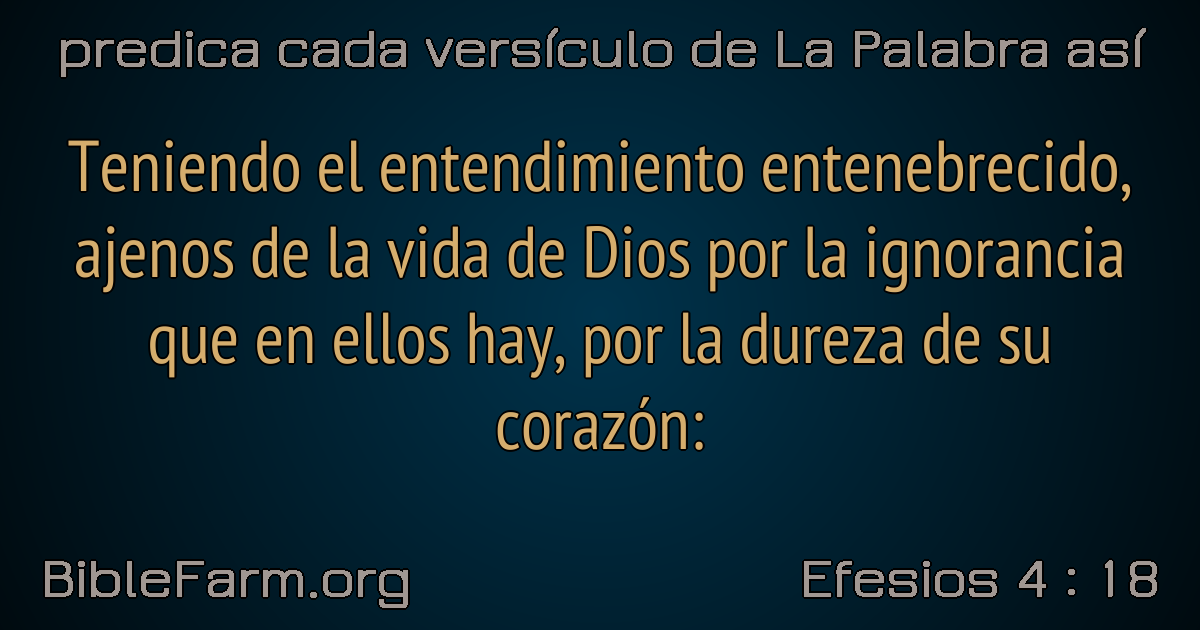 predica cada versículo de La Palabra así
Teniendo el entendimiento entenebrecido,
ajenos de la vida de Dios por la ignorancia
que en ellos hay, por la dureza de su
corazón:
BibleFarm.org
Efesios 4 : 18